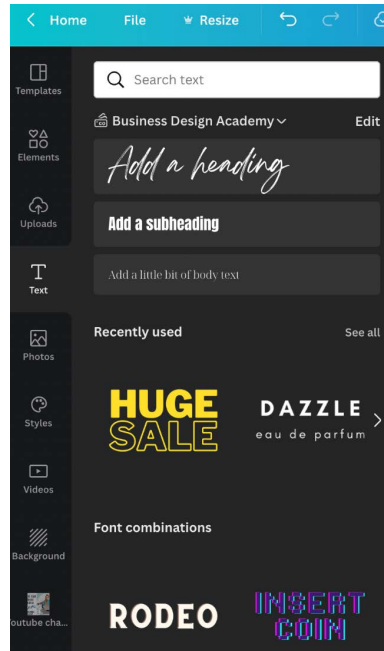 Home File Resize
Templates
Search text
Business Design Academy Edit
Elements
Add a heading
Uploads
Add a subheading
Text
Add a little bit of body text
Recently used See all
Photos
HUGE
SALE
DAZZLE
eau de parfum
Styles
Videos
Font combinations
Background
RODEO
INSERT
COIN
outube cha...